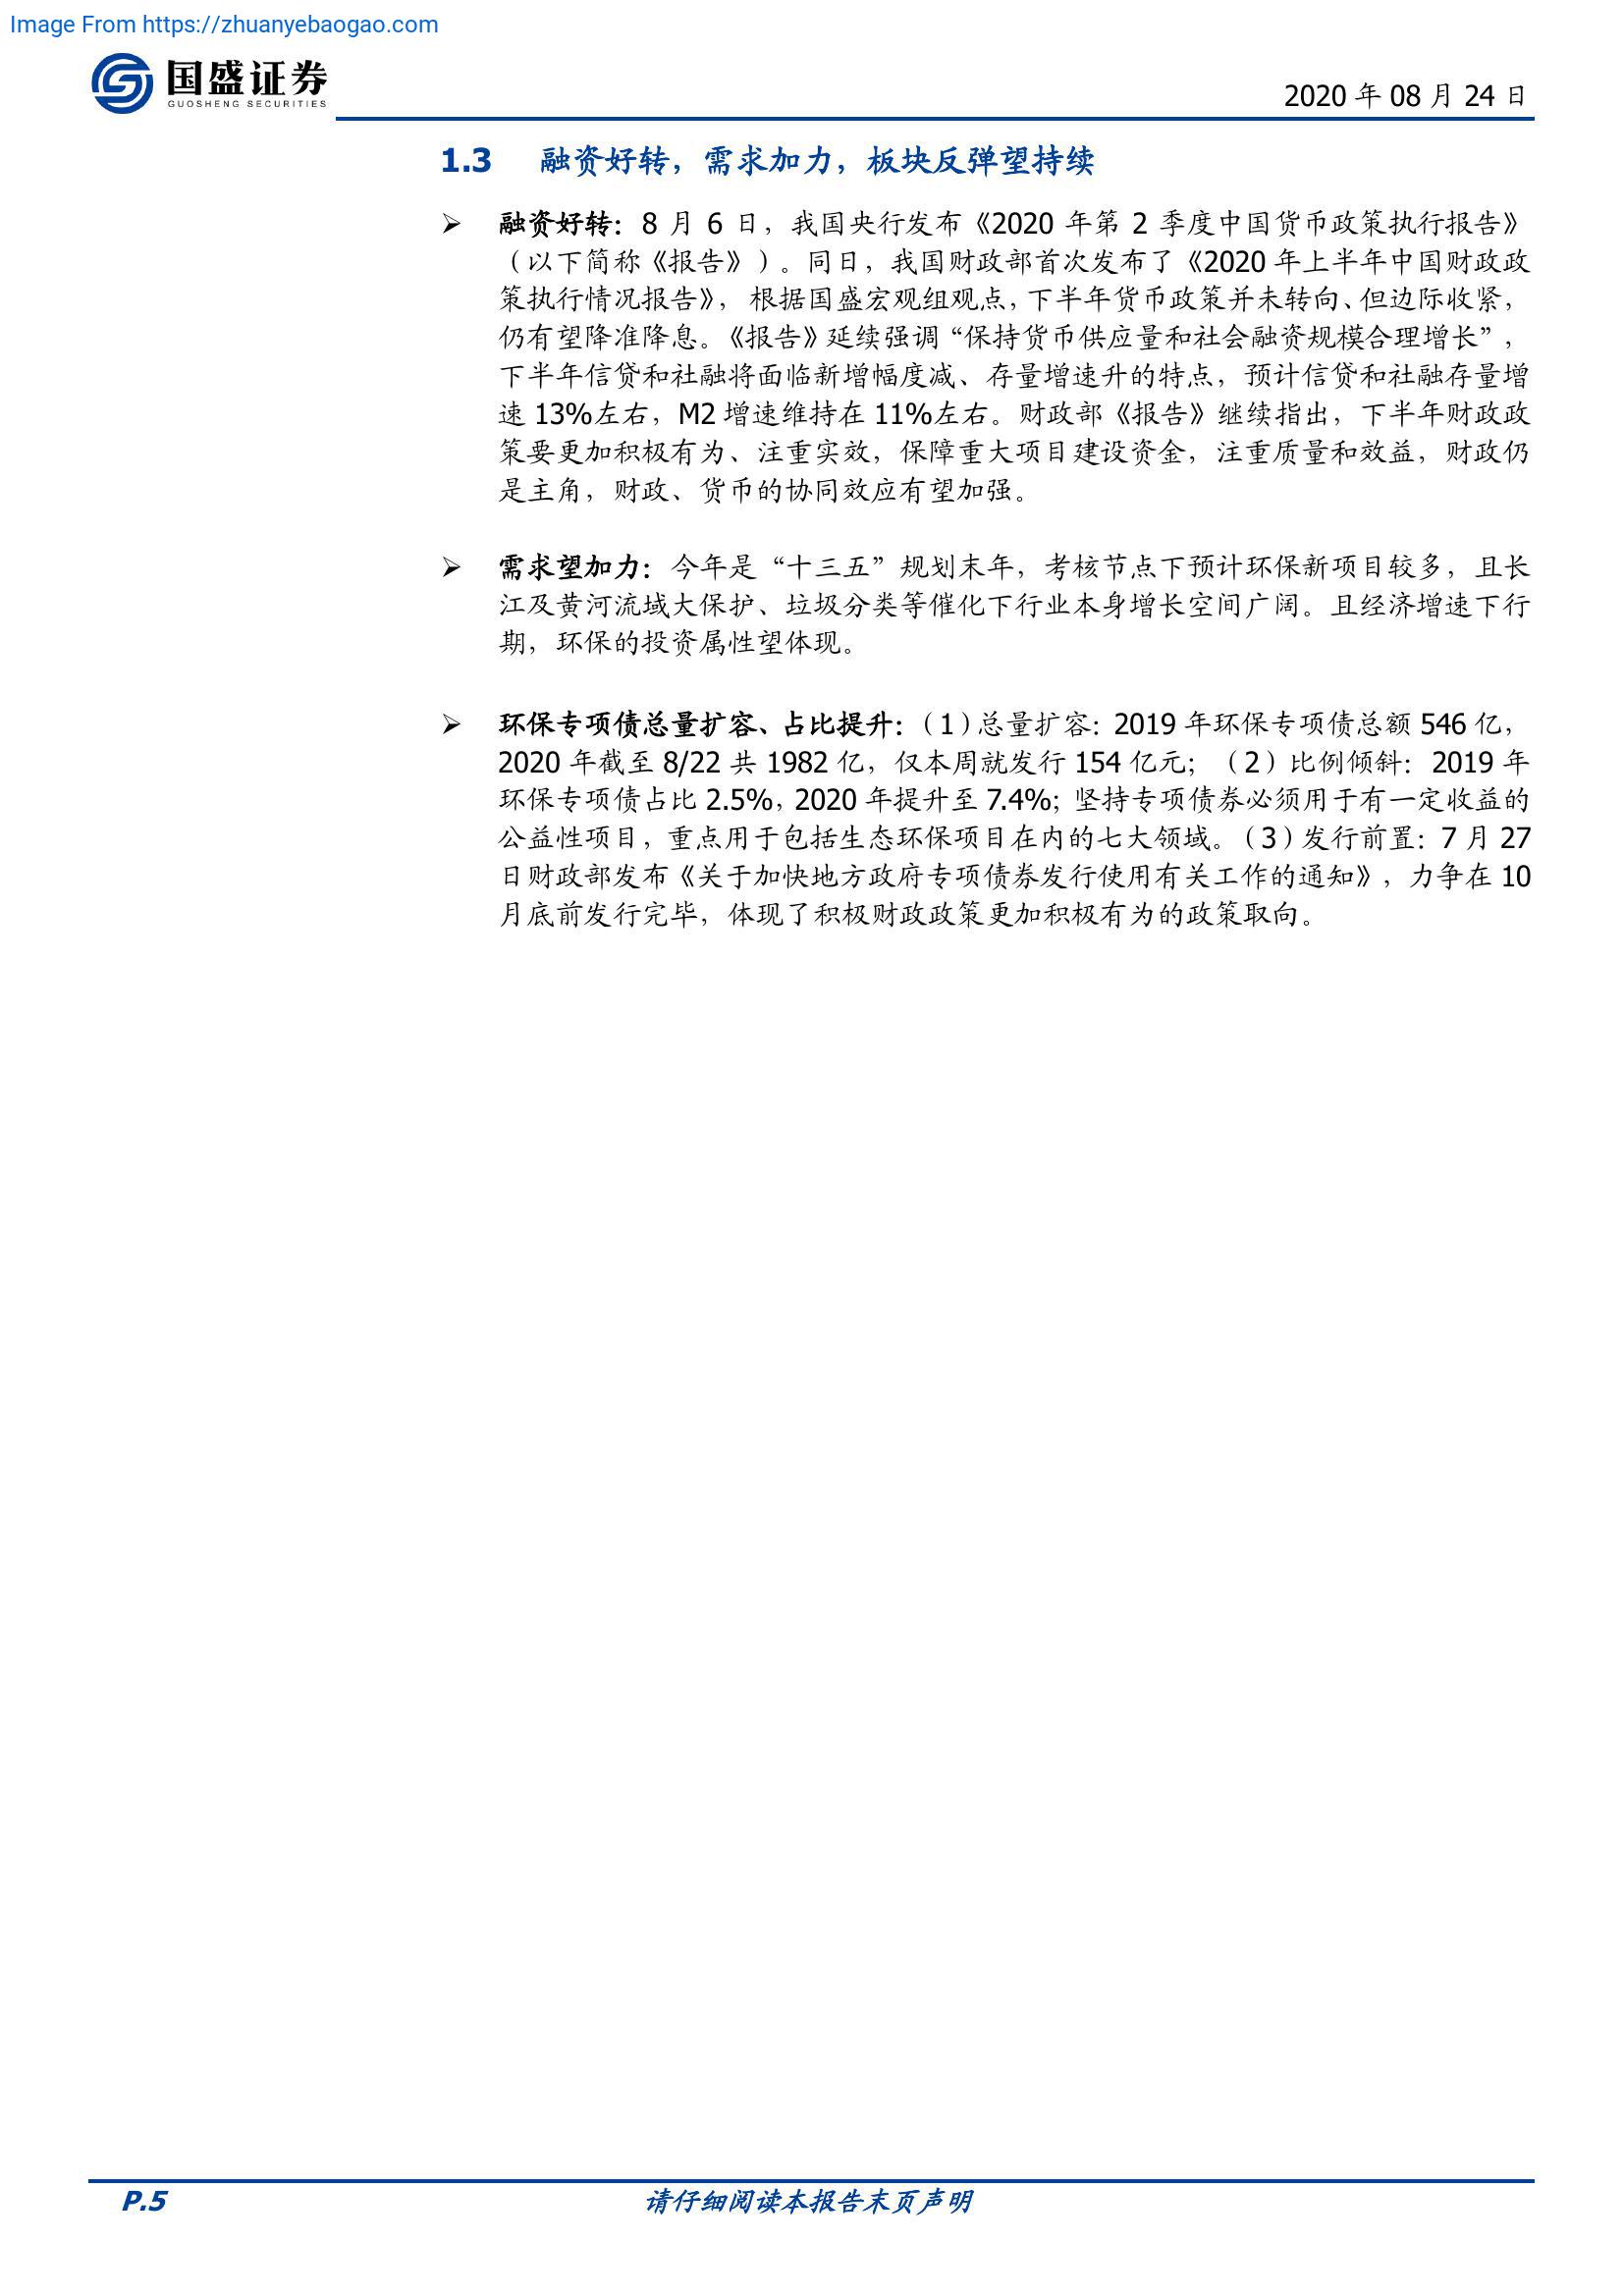 Image From https://zhuanyebaogao.com
国盛证券
GUOSHENG SECURITIES
2020 年 08 月 24 日
1.3 融资好转，需求加力，板块反弹望持续
➢ 融资好转：8 月 6 日，我国央行发布《2020 年第 2 季度中国货币政策执行报告》
（以下简称《报告》）。同日，我国财政部首次发布了《2020 年上半年中国财政政
策执行情况报告》， 根据国盛宏观组观点，下半年货币政策并未转向、但边际收紧，
仍有望降准降息。《报告》延续强调“保持货币供应量和社会融资规模合理增长”，
下半年信贷和社融将面临新增幅度减、存量增速升的特点，预计信贷和社融存量增
速 13%左右，M2 增速维持在 11%左右。财政部《报告》继续指出，下半年财政政
策要更加积极有为、注重实效，保障重大项目建设资金，注重质量和效益，财政仍
是主角，财政、货币的协同效应有望加强。
➢ 需求望加力：今年是“十三五”规划末年，考核节点下预计环保新项目较多，且长
江及黄河流域大保护、垃圾分类等催化下行业本身增长空间广阔。且经济增速下行
期，环保的投资属性望体现。
➢ 环保专项债总量扩容、占比提升：（1）总量扩容：2019 年环保专项债总额 546 亿，
2020 年截至 8/22 共 1982 亿，仅本周就发行 154 亿元；（2）比例倾斜：2019 年
环保专项债占比 2.5%，2020 年提升至 7.4%；坚持专项债券必须用于有一定收益的
公益性项目，重点用于包括生态环保项目在内的七大领域。（3）发行前置：7 月 27
日财政部发布《关于加快地方政府专项债券发行使用有关工作的通知》，力争在 10
月底前发行完毕，体现了积极财政政策更加积极有为的政策取向。
P.5
请仔细阅读本报告末页声明